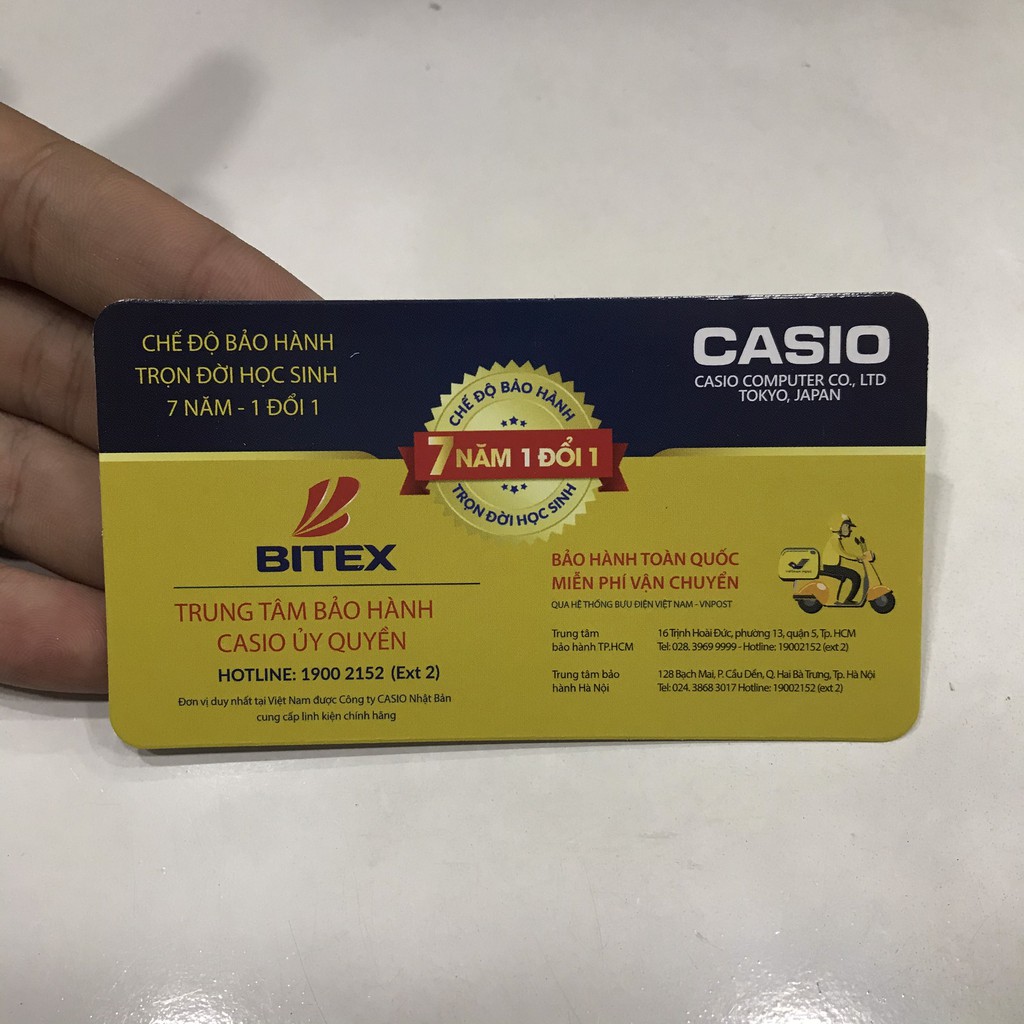 CHẾ ĐỘ BẢO HÀNH
TRỌN ĐỜI HỌC SINH
7 NĂM - 1 ĐỔI 1
CASIO
CASIO COMPUTER CO., LTD
TOKYO, JAPAN
CHẾ ĐỘ BẢO HÀNH
7 NĂM 1 ĐỔI 1
TRỌN ĐỜI HỌC SINH
BITEX
TRUNG TÂM BẢO HÀNH
CASIO ỦY QUYỀN
HOTLINE: 1900 2152 (Ext 2)
Đơn vị duy nhất tại Việt Nam được Công ty CASIO Nhật Bản
cung cấp linh kiện chính hãng
BẢO HÀNH TOÀN QUỐC
MIỄN PHÍ VẬN CHUYỂN
QUA HỆ THỐNG BƯU ĐIỆN VIỆT NAM - VNPOST
Trung tâm
bảo hành TP.HCM
16 Trịnh Hoài Đức, phường 13, quận 5, Tp. HCM
Tel: 028. 3969 9999 - Hotline: 19002152 (ext 2)
Trung tâm bảo
hành Hà Nội
128 Bạch Mai, P. Cầu Dền, Q. Hai Bà Trưng, Tp. Hà Nội
Tel: 024. 3868 3017 Hotline: 19002152 (ext 2)